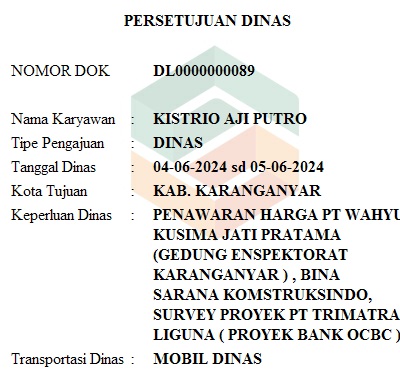 PERSETUJUAN DINAS
NOMOR DOK DL0000000089
Nama Karyawan : KISTRIO AJI PUTRO
Tipe Pengajuan : DINAS
Tanggal Dinas : 04-06-2024 sd 05-06-2024
Kota Tujuan : KAB. KARANGANYAR
Keperluan Dinas : PENAWARAN HARGA PT WAHYU
KUSIMA JATI PRATAMA
(GEDUNG ENSPEKTORAT
KARANGANYAR ) , BINA
SARANA KOMSTRUKSINDO,
SURVEY PROYEK PT TRIMATRA
LIGUNA ( PROYEK BANK OCBC )
Transportasi Dinas : MOBIL DINAS